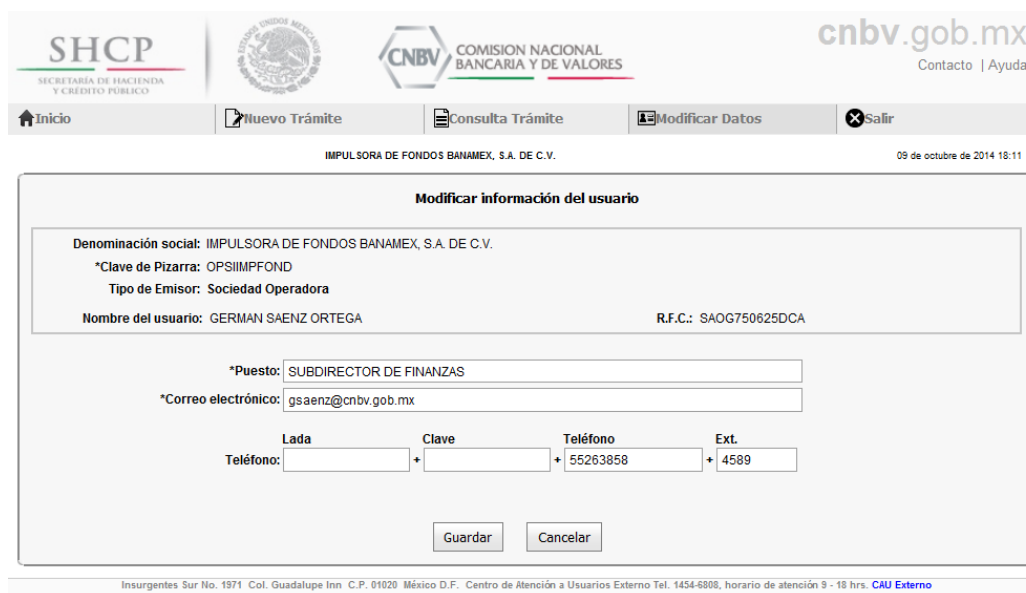 SHCP
SECRETARÍA DE HACIENDA
Y CRÉDITO PÚBLICO
ESTADOS UNIDOS MEXICANOS
CNBV
COMISION NACIONAL
BANCARIA Y DE VALORES
cnbv.gob.mx
Contacto | Ayuda
Inicio Nuevo Trámite Consulta Trámite Modificar Datos Salir
IMPULSORA DE FONDOS BANAMEX, S.A. DE C.V. 09 de octubre de 2014 18:11
Modificar información del usuario
Denominación social: IMPULSORA DE FONDOS BANAMEX, S.A. DE C.V.
*Clave de Pizarra: OPSIIMPFOND
Tipo de Emisor: Sociedad Operadora
Nombre del usuario: GERMAN SAENZ ORTEGA R.F.C.: SAOG750625DCA
*Puesto: SUBDIRECTOR DE FINANZAS
*Correo electrónico: gsaenz@cnbv.gob.mx
Lada Clave Teléfono Ext.
Teléfono: + + 55263858 + 4589
Guardar Cancelar
Insurgentes Sur No. 1971 Col. Guadalupe Inn C.P. 01020 México D.F. Centro de Atención a Usuarios Externo Tel. 1454-6808, horario de atención 9 - 18 hrs. CAU Externo